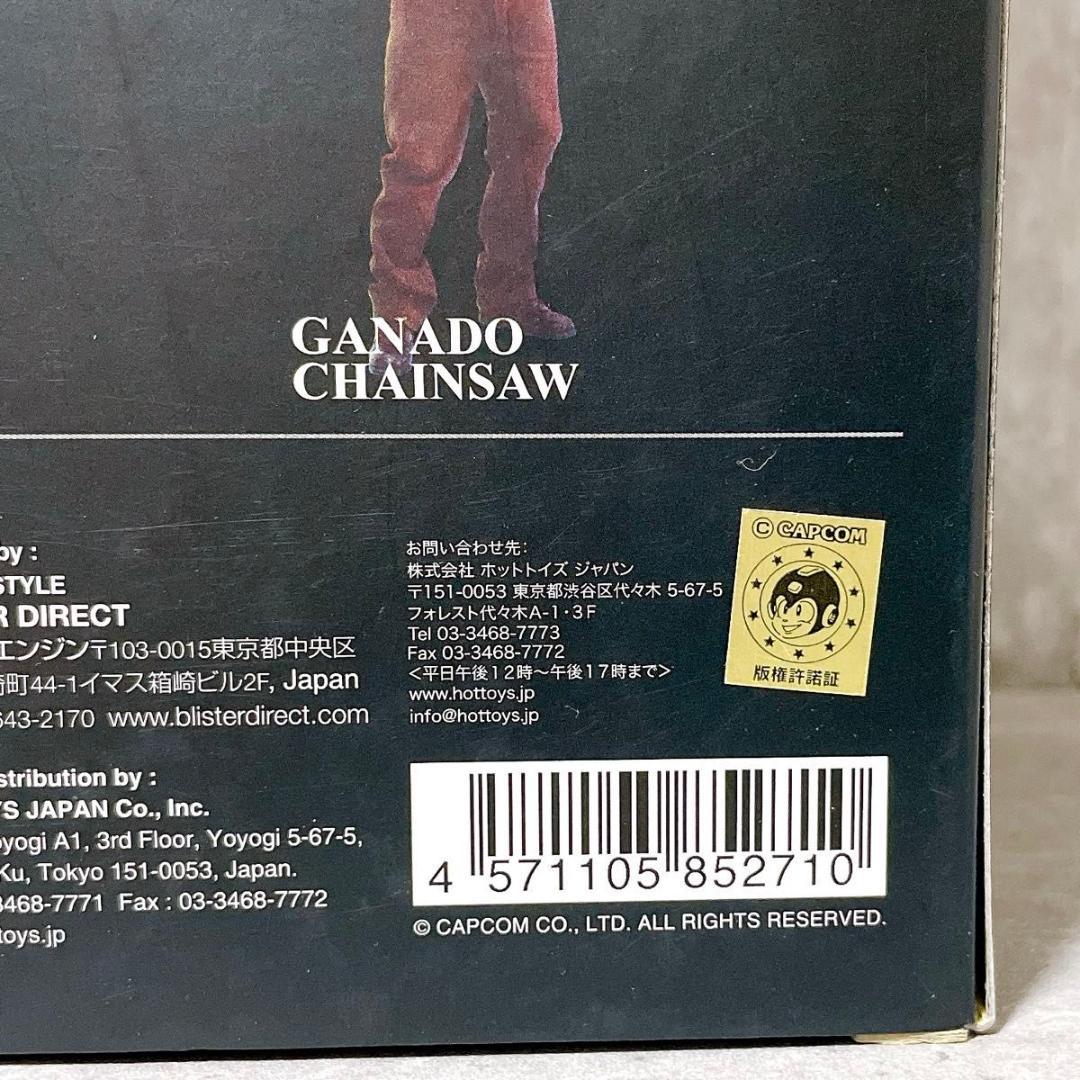 GANADO
CHAINSAW
by :
STYLE
R DIRECT
エンジン〒103-0015東京都中央区
崎町44-1イマス箱崎ビル2F, Japan
643-2170 www.blisterdirect.com
stribution by :
YS JAPAN Co., Inc.
oyogi A1, 3rd Floor, Yoyogi 5-67-5,
Ku, Tokyo 151-0053, Japan.
3468-7771 Fax : 03-3468-7772
toys.jp
お問い合わせ先：
株式会社 ホットトイズ ジャパン
〒151-0053 東京都渋谷区代々木 5-67-5
フォレスト代々木A-1・3F
Tel 03-3468-7773
Fax 03-3468-7772
<平日午後12時〜午後17時まで>
www.hottoys.jp
info@hottoys.jp
© CAPCOM
版権許諾証
4 571105 852710
© CAPCOM CO., LTD. ALL RIGHTS RESERVED.